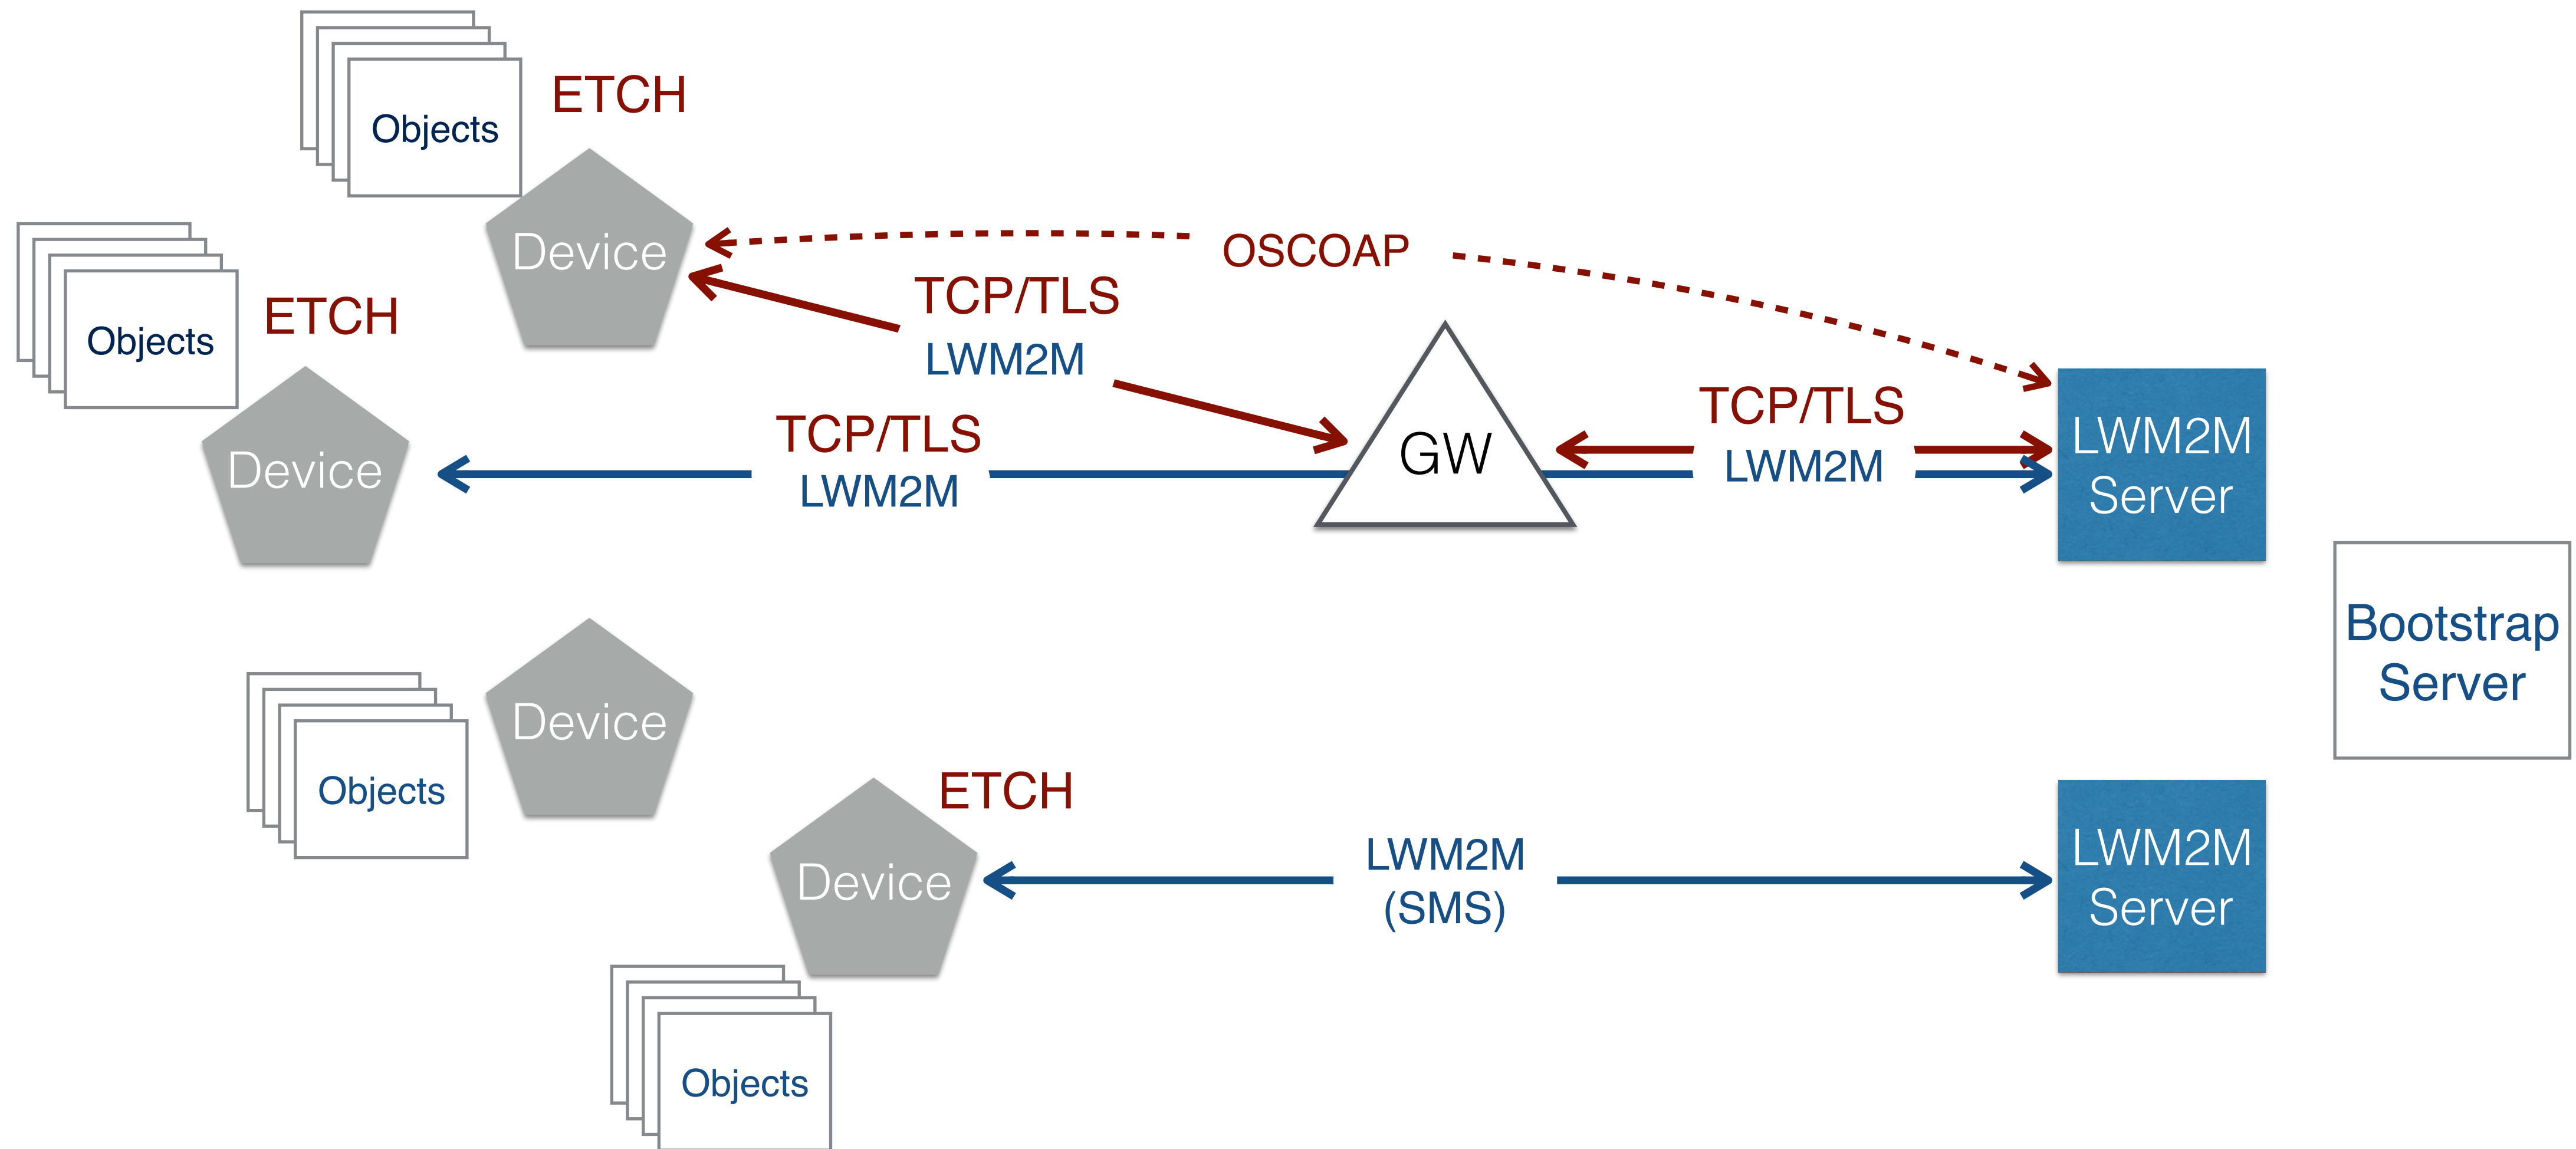 Objects
ETCH
Device
Objects
ETCH
Device
OSCOAP
TCP/TLS
LWM2M
TCP/TLS
LWM2M
GW
TCP/TLS
LWM2M
LWM2M
Server
Bootstrap
Server
Device
Objects
ETCH
Device
LWM2M
(SMS)
LWM2M
Server
Objects